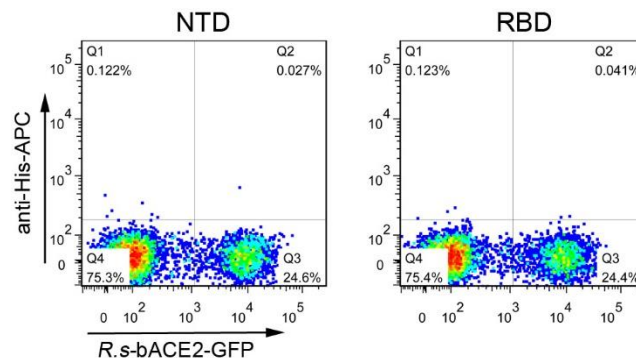 NTD
RBD
Q1
0.122%
Q2
0.027%
Q4
75.3%
Q3
24.6%
10^5
10^4
10^3
10^2
0
0
10^2
10^3
10^4
10^5
Q1
0.123%
Q2
0.041%
Q4
75.4%
Q3
24.4%
10^5
10^4
10^3
10^2
0
0
10^2
10^3
10^4
10^5
anti-His-APC
R.s-bACE2-GFP